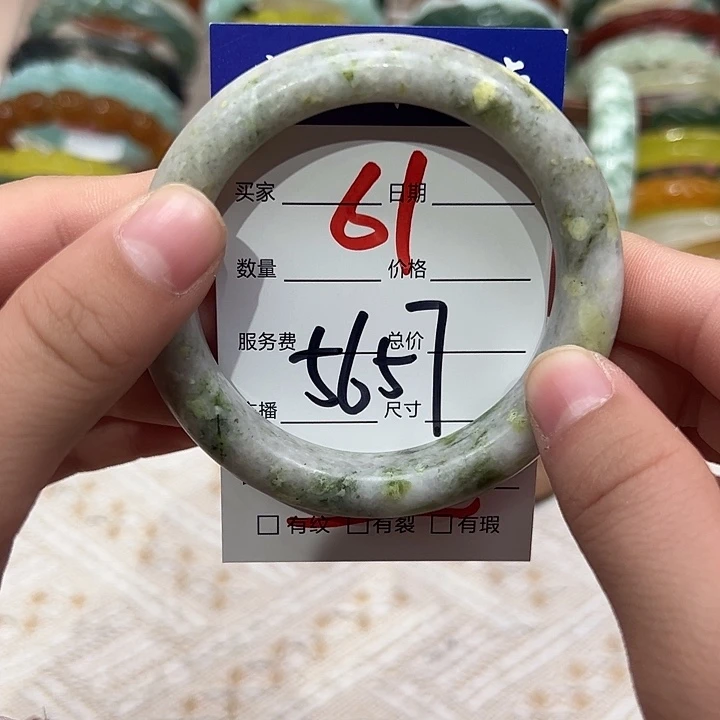 61
买家 日期
数量 价格
服务费 总价
5657
播 尺寸
□ 有纹 □ 有裂 □ 有瑕